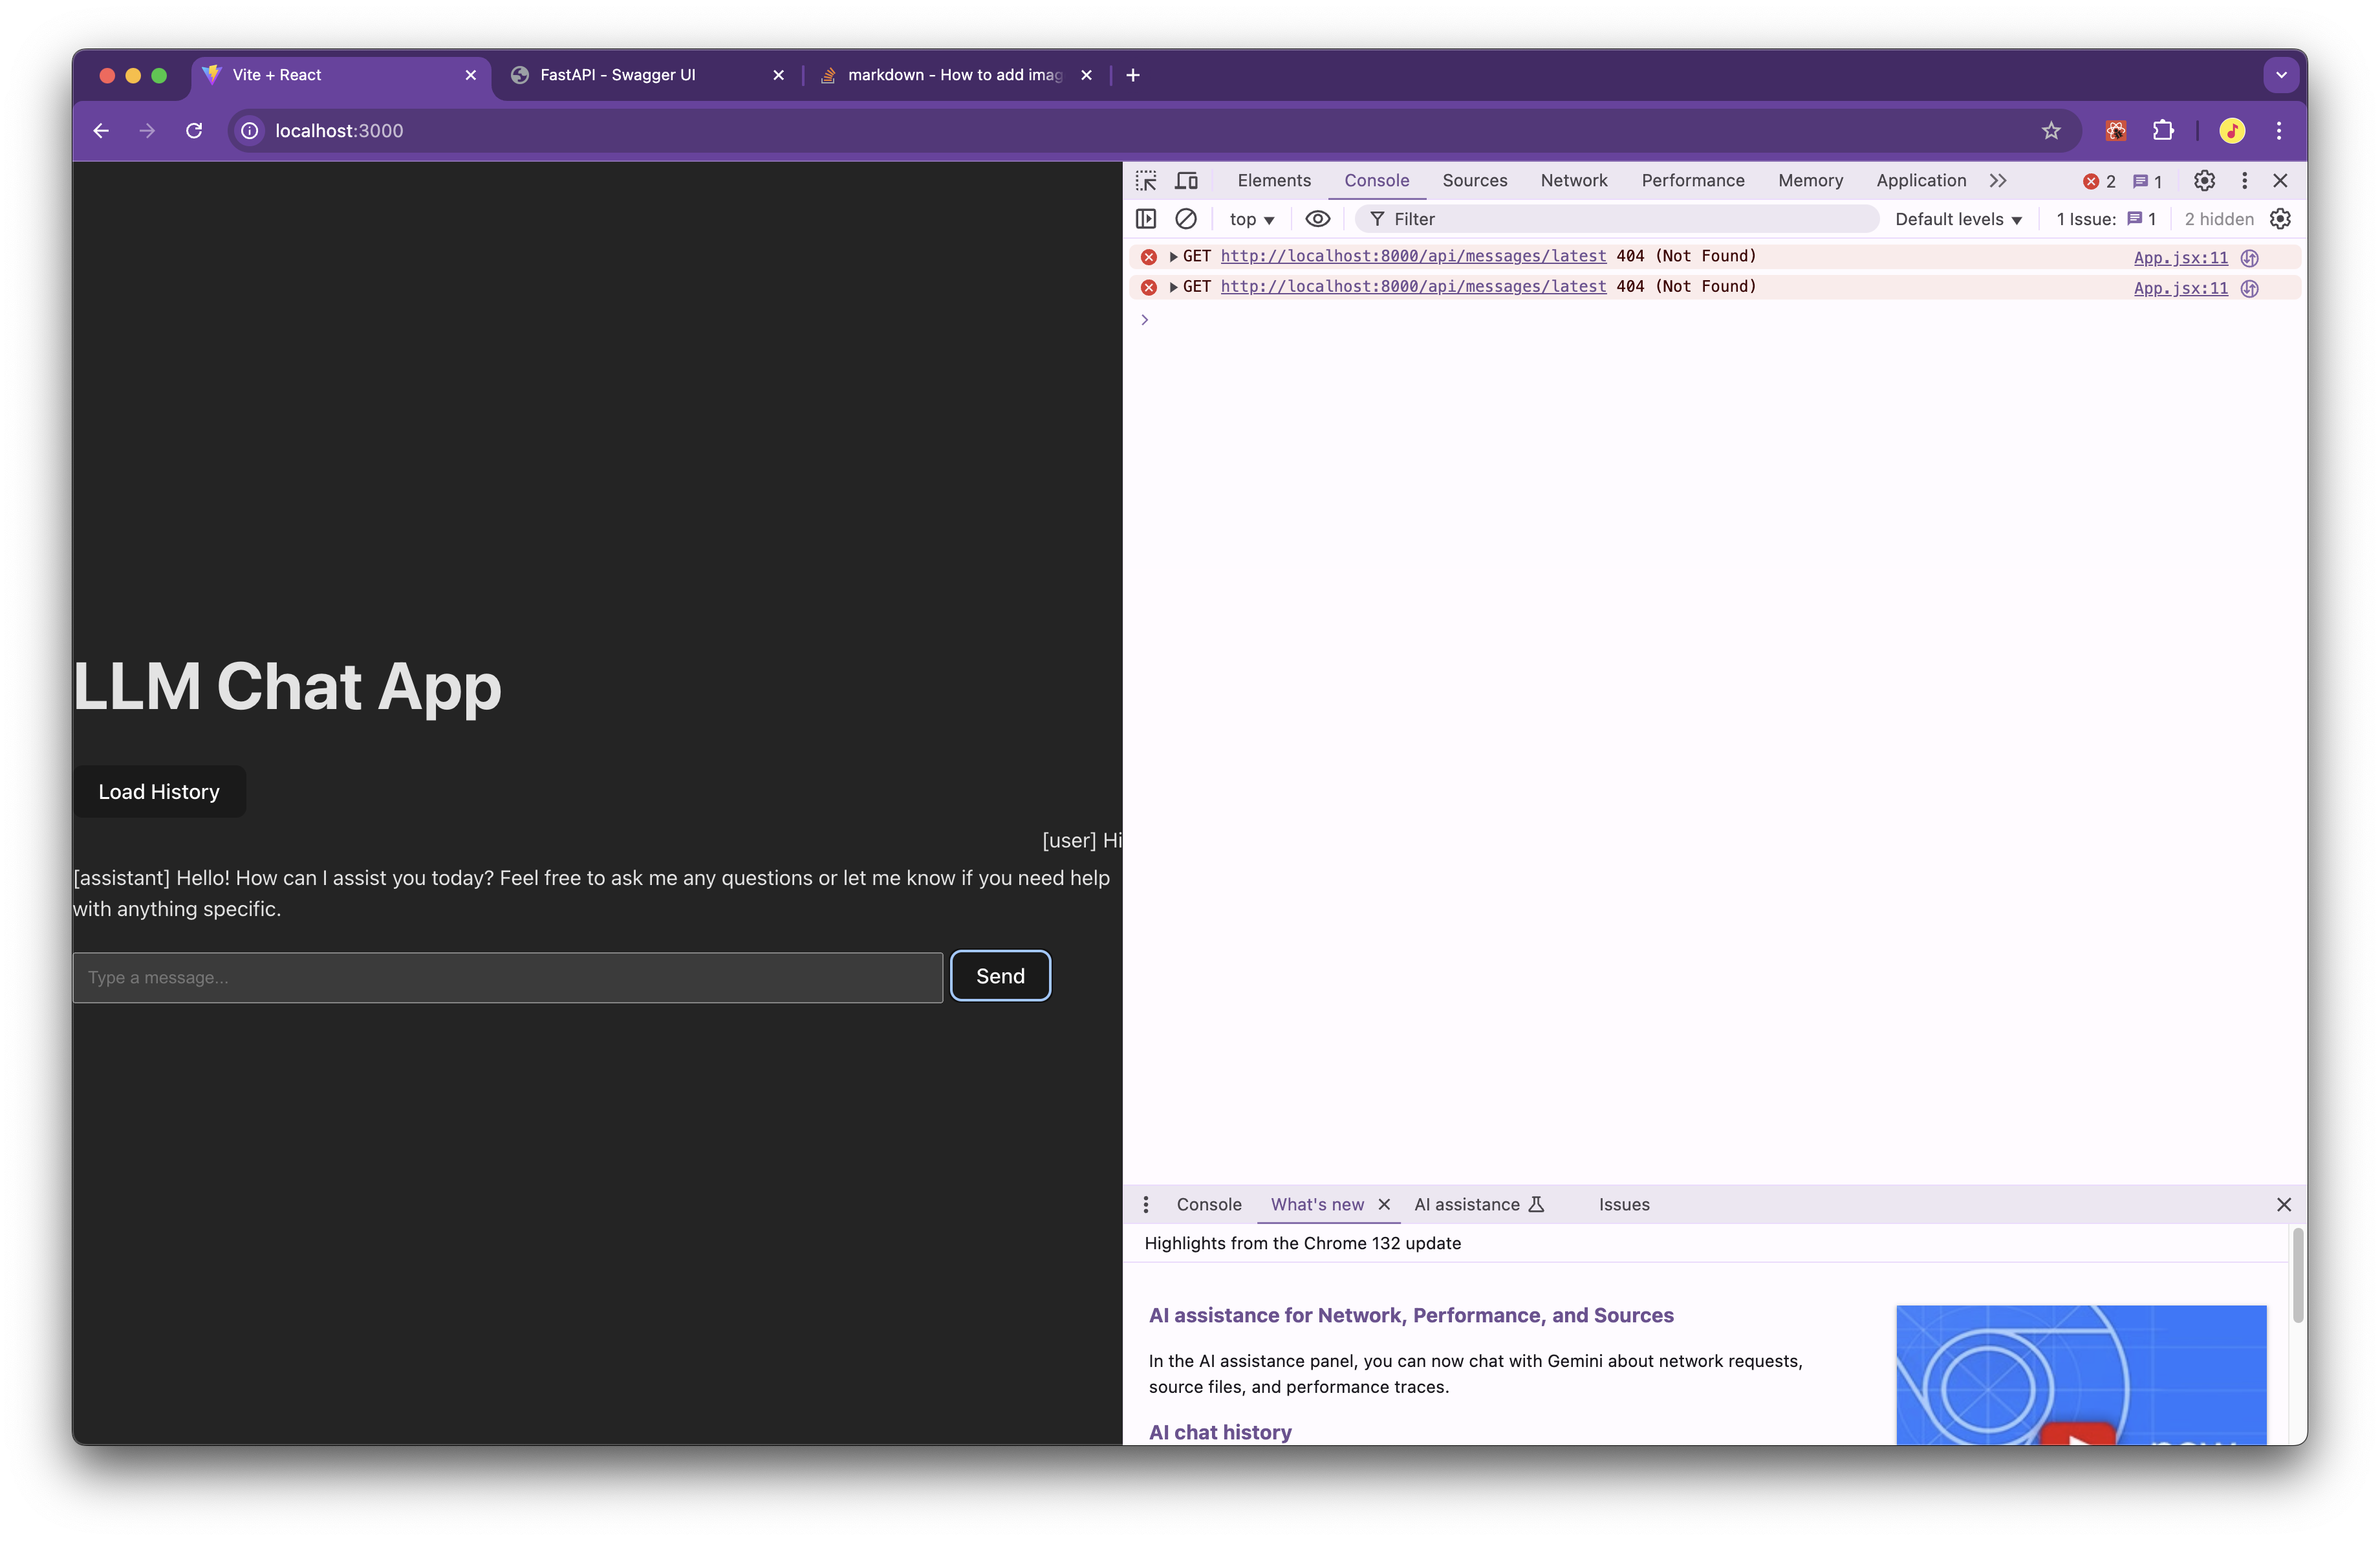 Vite + React
FastAPI - Swagger UI
markdown - How to add imag
localhost:3000
LLM Chat App
Load History
[user] Hi
[assistant] Hello! How can I assist you today? Feel free to ask me any questions or let me know if you need help
with anything specific.
Type a message...
Send
Elements Console Sources Network Performance Memory Application 2 1
top Filter Default levels 1 Issue: 1 2 hidden
GET http://localhost:8000/api/messages/latest 404 (Not Found) App.jsx:11
GET http://localhost:8000/api/messages/latest 404 (Not Found) App.jsx:11
Console What's new AI assistance Issues
Highlights from the Chrome 132 update
AI assistance for Network, Performance, and Sources
In the AI assistance panel, you can now chat with Gemini about network requests,
source files, and performance traces.
AI chat history